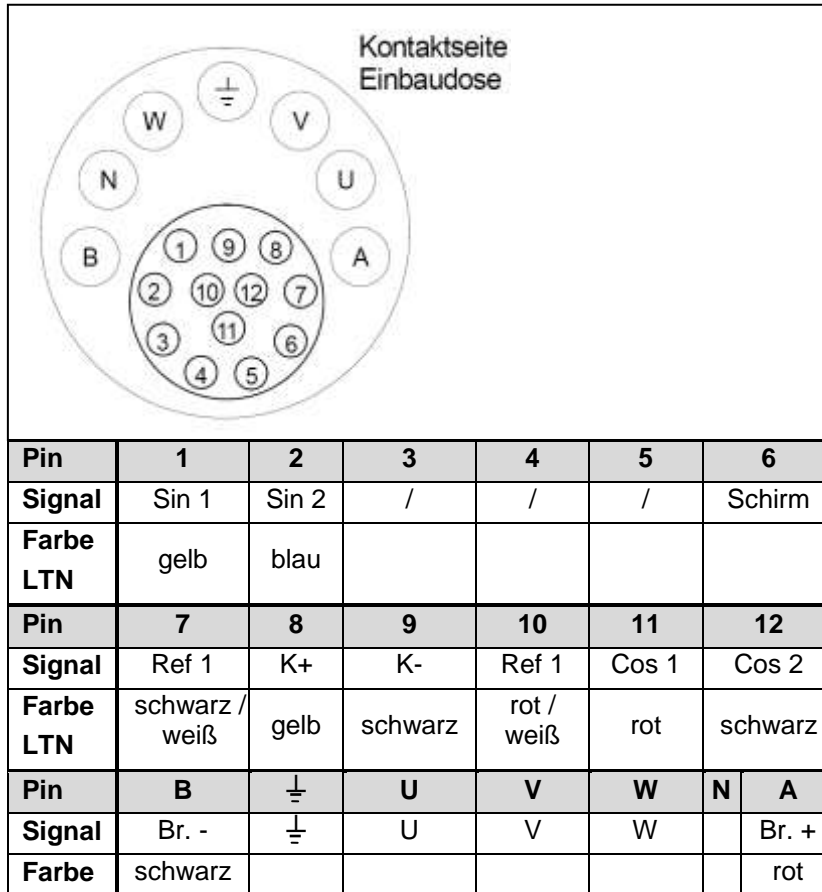 Kontaktseite
Einbaudose
⏚
W V
N U
B A
1 9 8
2 10 12 7
11
3 6
4 5
Pin 1 2 3 4 5 6
Signal Sin 1 Sin 2 / / / Schirm
Farbe LTN gelb blau
Pin 7 8 9 10 11 12
Signal Ref 1 K+ K- Ref 1 Cos 1 Cos 2
Farbe LTN schwarz / weiß gelb schwarz rot / weiß rot schwarz
Pin B ⏚ U V W N A
Signal Br. - ⏚ U V W Br. +
Farbe schwarz rot